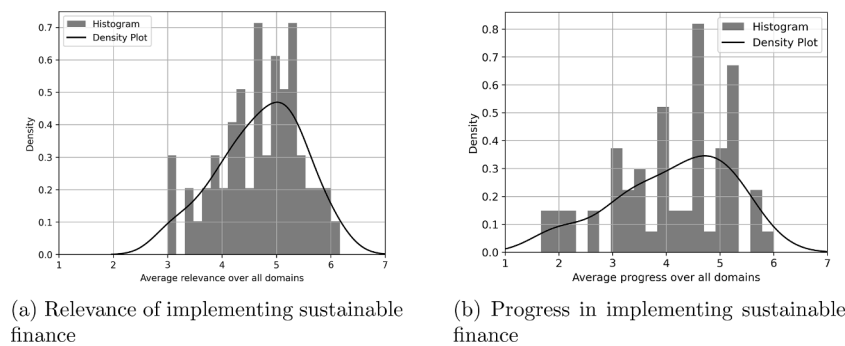 Histogram
Density Plot
0.7
0.6
0.5
0.4
0.3
0.2
0.1
0.0
Density
1 2 3 4 5 6 7
Average relevance over all domains
(a) Relevance of implementing sustainable
finance
Histogram
Density Plot
0.8
0.7
0.6
0.5
0.4
0.3
0.2
0.1
0.0
Density
1 2 3 4 5 6 7
Average progress over all domains
(b) Progress in implementing sustainable
finance